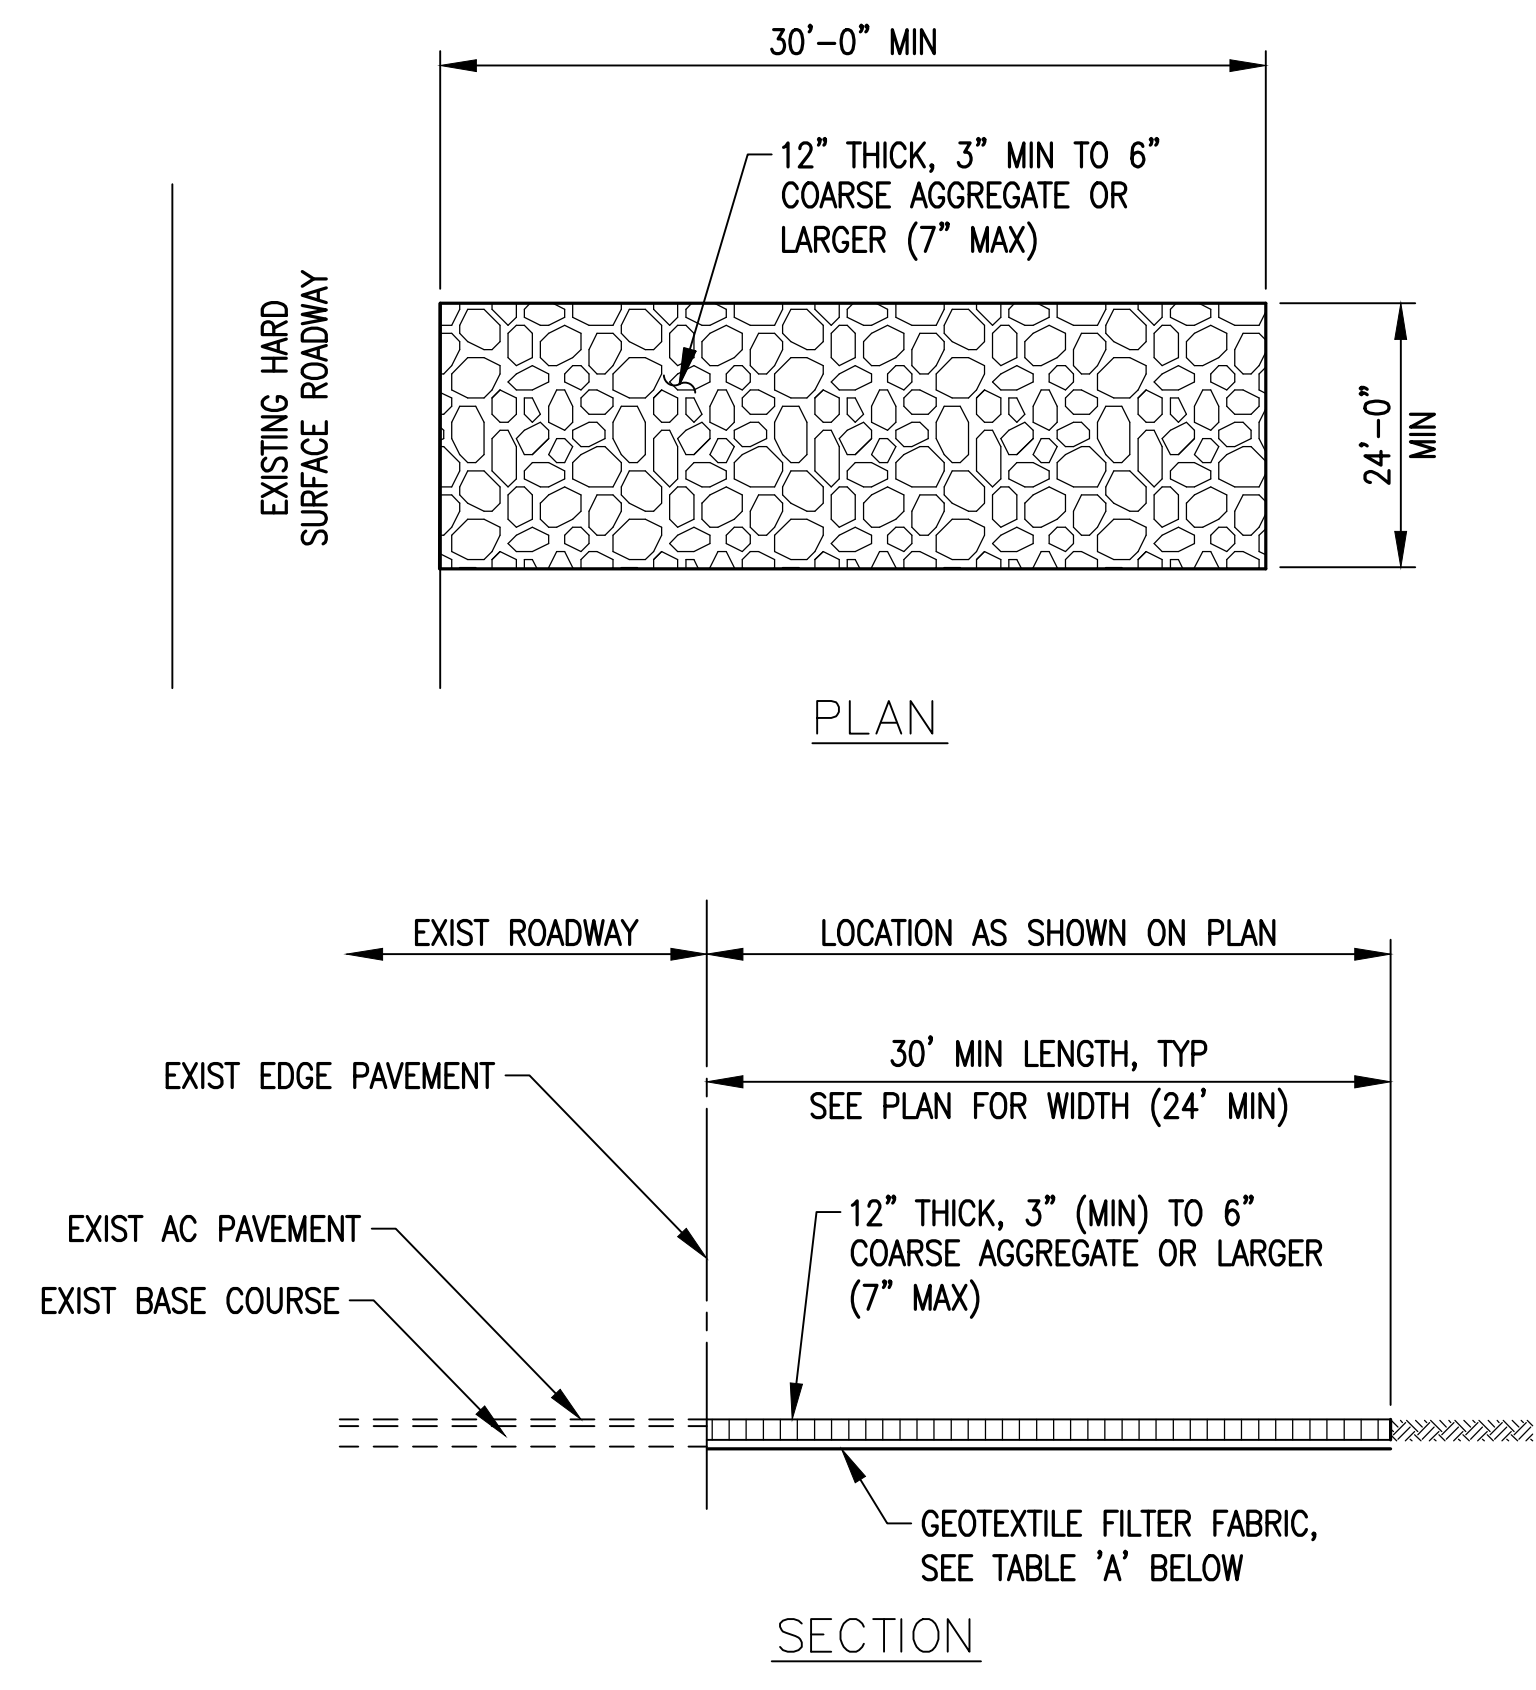 30'-0" MIN
12" THICK, 3" MIN TO 6"
COARSE AGGREGATE OR
LARGER (7" MAX)
EXISTING HARD
SURFACE ROADWAY
24'-0"
MIN
PLAN
EXIST ROADWAY
LOCATION AS SHOWN ON PLAN
30' MIN LENGTH, TYP
SEE PLAN FOR WIDTH (24' MIN)
EXIST EDGE PAVEMENT
12" THICK, 3" (MIN) TO 6"
COARSE AGGREGATE OR LARGER
(7" MAX)
EXIST AC PAVEMENT
EXIST BASE COURSE
GEOTEXTILE FILTER FABRIC,
SEE TABLE 'A' BELOW
SECTION